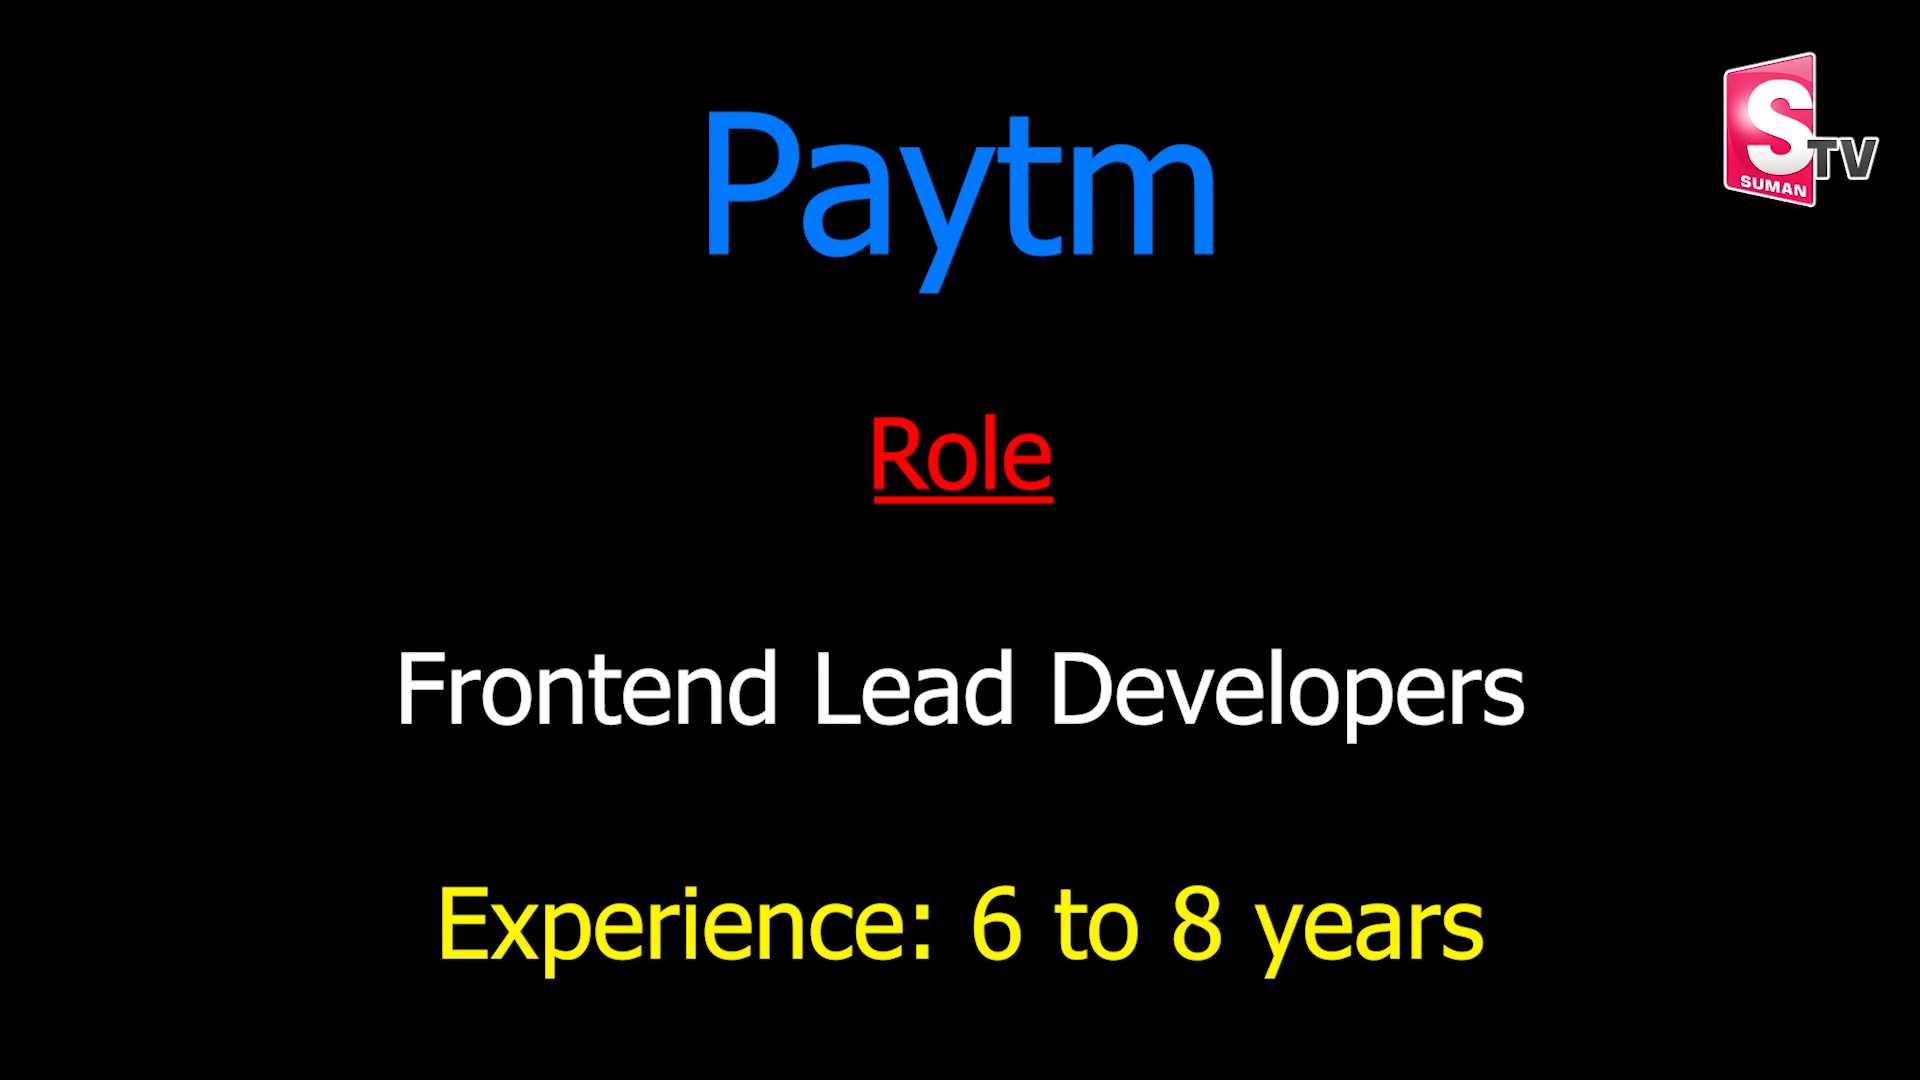 Paytm
S
TV
SUMAN
Role
Frontend Lead Developers
Experience: 6 to 8 years